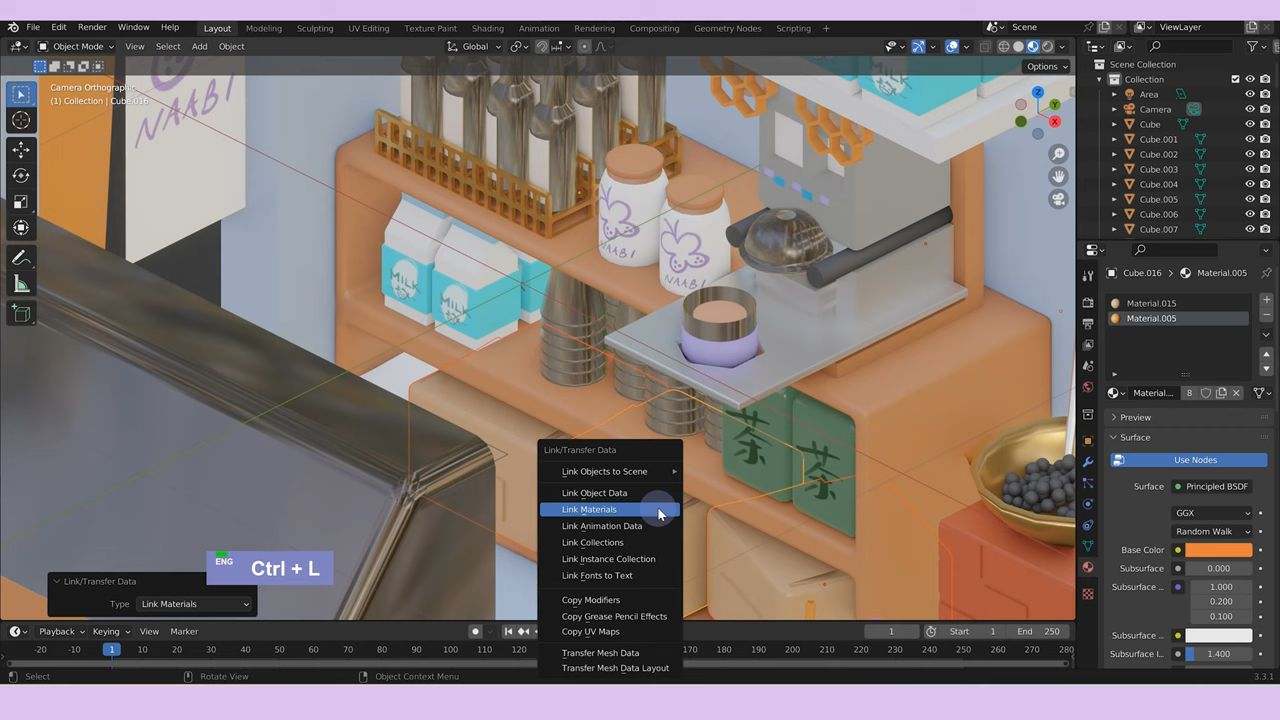 File Edit Render Window Help Layout Modeling Sculpting UV Editing Texture Paint Shading Animation Rendering Compositing Geometry Nodes Scripting + Scene ViewLayer
Object Mode View Select Add Object Global
Options
Camera Orthographic
(1) Collection | Cube.016
NAABI
NAABI
NAABI
MILK
MILK
茶
茶
Z
Y
X
Scene Collection
Collection
Area
Camera
Cube
Cube.001
Cube.002
Cube.003
Cube.004
Cube.005
Cube.006
Cube.007
Cube.016 Material.005
Material.015
Material.005
Material... 8
Preview
Surface
Use Nodes
Surface Principled BSDF
GGX
Random Walk
Base Color
Subsurface 0.000
Subsurface .. 1.000
0.200
0.100
Subsurface ...
Subsurface I.. 1.400
Link/Transfer Data
Link Objects to Scene
Link Object Data
Link Materials
Link Animation Data
Link Collections
Link Instance Collection
Link Fonts to Text
Copy Modifiers
Copy Grease Pencil Effects
Copy UV Maps
Transfer Mesh Data
Transfer Mesh Data Layout
ENG
Ctrl + L
Link/Transfer Data
Type Link Materials
Playback Keying View Marker 1 Start 1 End 250
-20 -10 1 10 20 30 40 50 60 70 80 90 100 110 120 130 180 190 200 210 220 230 240 250 260 270 280
Select Rotate View Object Context Menu 3.3.1